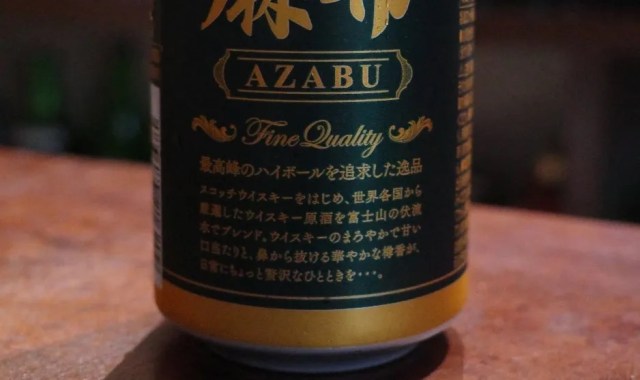 麻布
AZABU
Fine Quality
最高峰のハイボールを追求した逸品
スコッチウイスキーをはじめ、世界各国から
厳選したウイスキー原酒を富士山の伏流
水でブレンド。ウイスキーのまろやかで甘い
口当たりと、鼻から抜ける華やかな樽香が、
日常にちょっと贅沢なひとときを…。